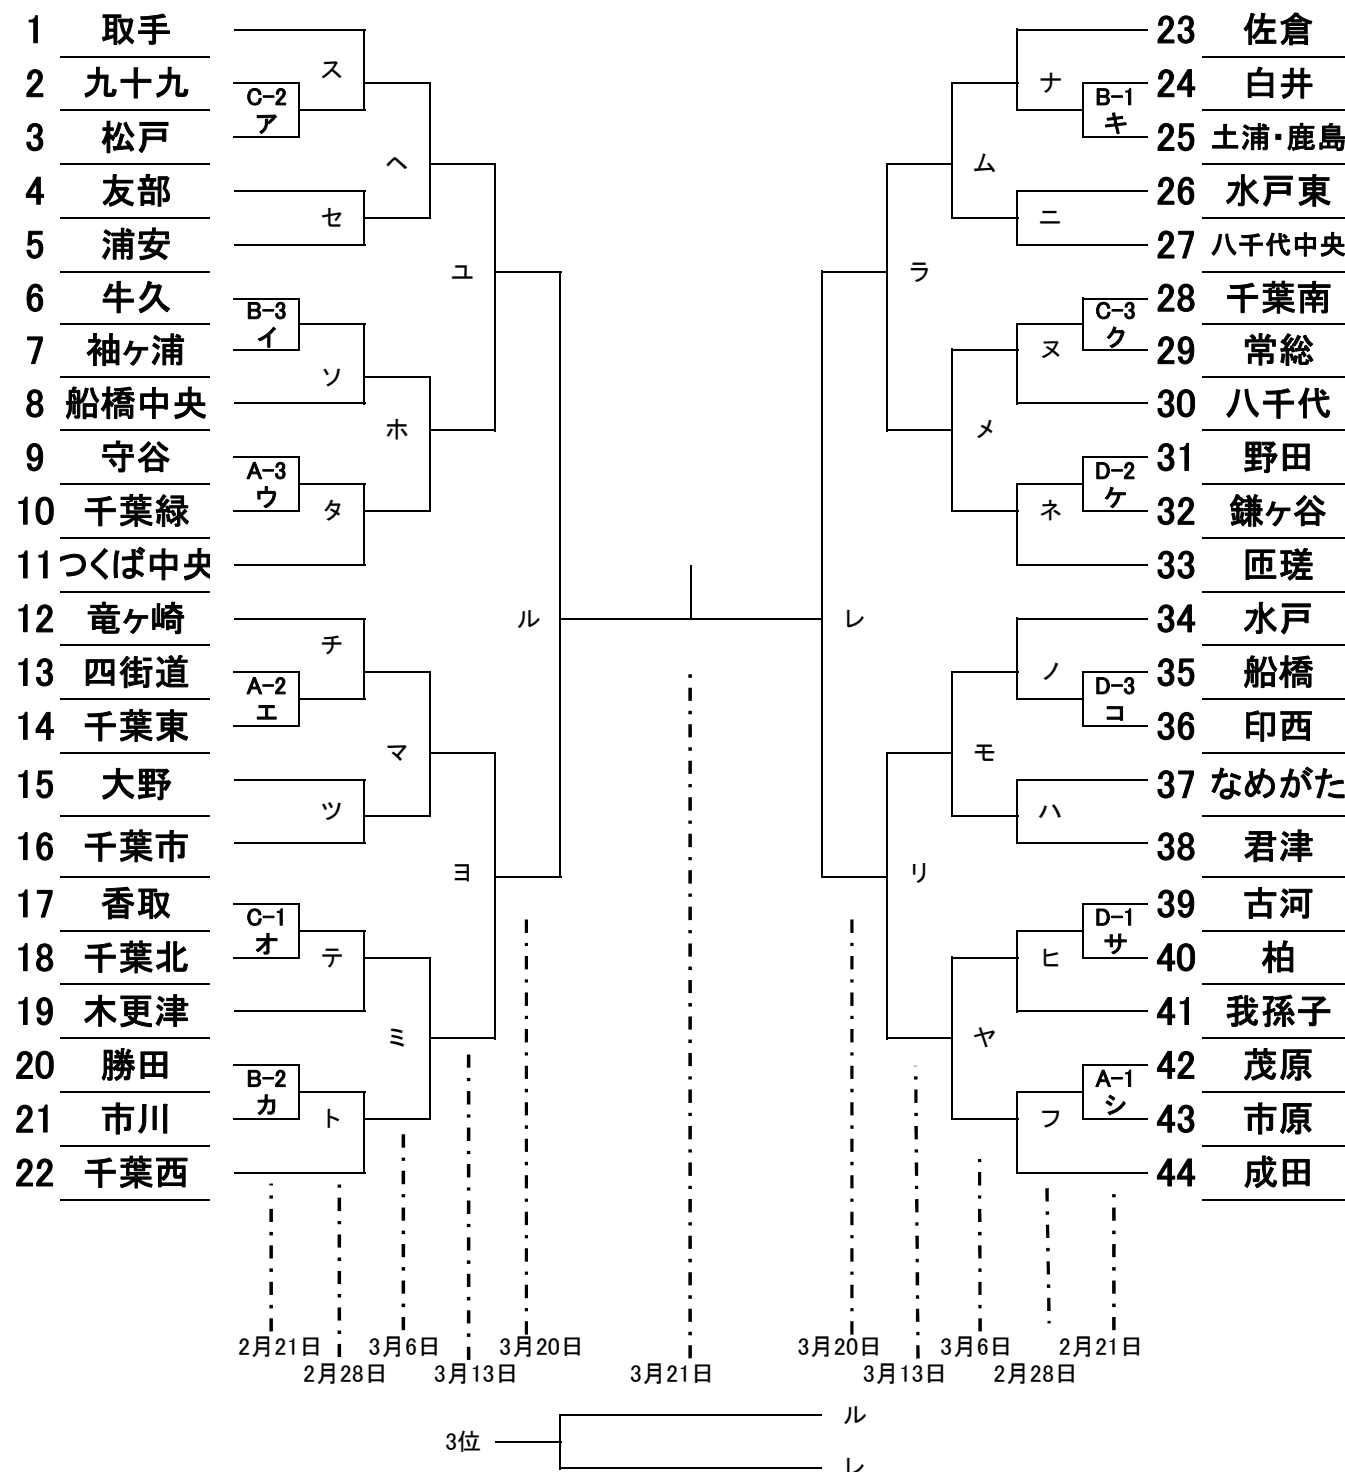 1 取手
ス
2 九十九
C-2
ア
3 松戸
ヘ
4 友部
セ
5 浦安
ユ
6 牛久
B-3
イ
7 袖ヶ浦
ソ
8 船橋中央
ホ
9 守谷
A-3
ウ
10 千葉緑
タ
11 つくば中央
12 竜ヶ崎
ル
チ
13 四街道
A-2
エ
14 千葉東
マ
15 大野
ツ
16 千葉市
ヨ
17 香取
C-1
オ
18 千葉北
テ
19 木更津
ミ
20 勝田
B-2
カ
21 市川
ト
22 千葉西
23 佐倉
ナ
24 白井
B-1
キ
25 土浦・鹿島
ム
26 水戸東
ニ
27 八千代中央
ラ
28 千葉南
C-3
ク
29 常総
ヌ
30 八千代
メ
31 野田
D-2
ケ
32 鎌ヶ谷
ネ
33 匝瑳
34 水戸
レ
ノ
35 船橋
D-3
コ
36 印西
モ
37 なめがた
ハ
38 君津
リ
39 古河
D-1
サ
40 柏
ヒ
41 我孫子
ヤ
42 茂原
A-1
シ
43 市原
フ
44 成田
2月21日 3月6日 3月20日 3月20日 3月6日 2月21日
2月28日 3月13日 3月21日 3月13日 2月28日
ル
3位
レ